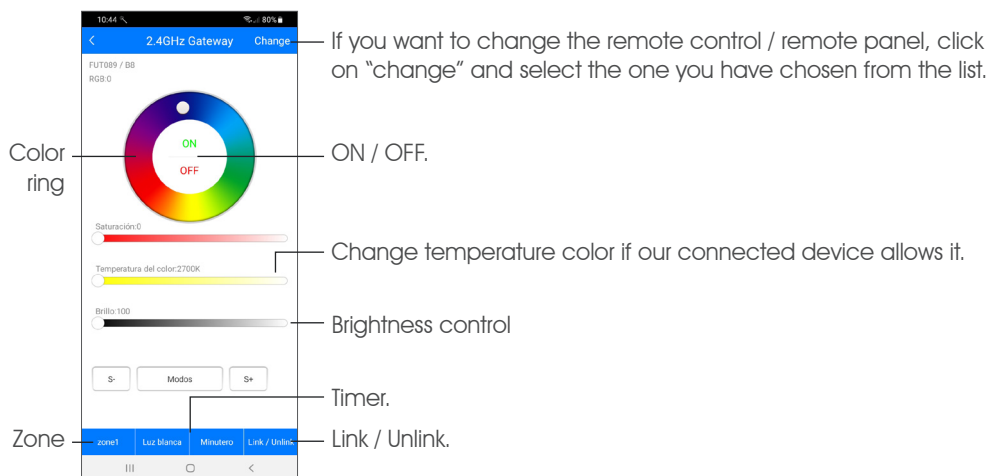 10:44 80%
2.4GHz Gateway Change
If you want to change the remote control / remote panel, click
on “change” and select the one you have chosen from the list.
FUT089 / B8
RGB:0
Color
ring
ON
OFF
ON / OFF.
Saturación:0
Change temperature color if our connected device allows it.
Temperatura del color:2700K
Brillo:100
Brightness control
S- Modos S+
Timer.
Zone
zone1 Luz blanca Minutero Link / Unlink
Link / Unlink.